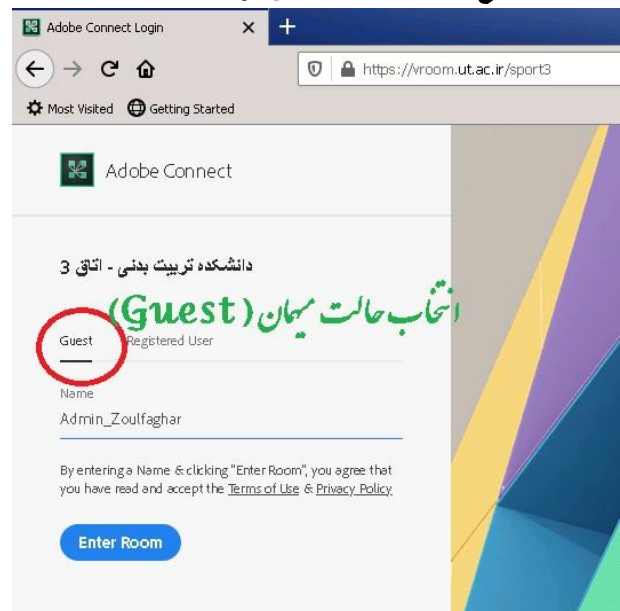 Adobe Connect Login
https://vroom.ut.ac.ir/sport3
Most Visited Getting Started
Adobe Connect
دانشکده تربیت بدنی - اتاق 3
انتخاب حالت میهمان (Guest)
Guest Registered User
Name
Admin_Zoulfaghar
By entering a Name & clicking "Enter Room", you agree that
you have read and accept the Terms of Use & Privacy Policy
Enter Room